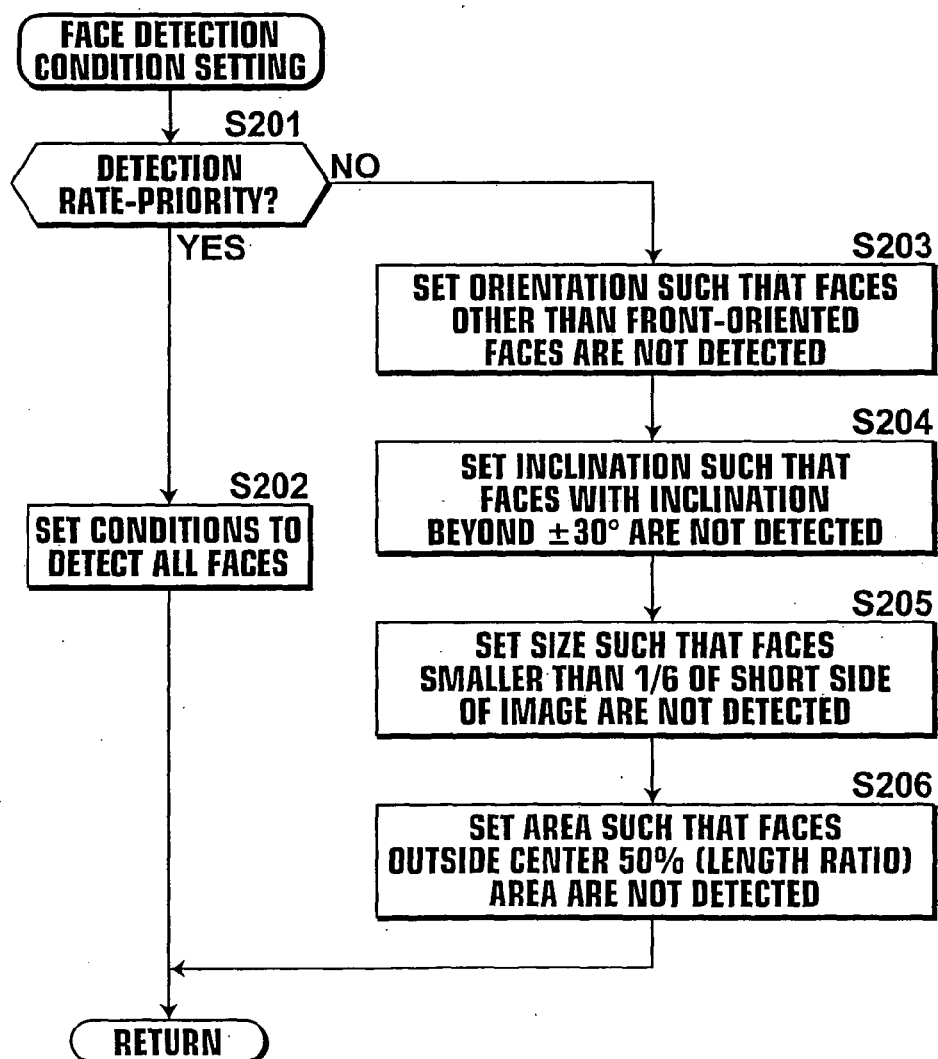 FACE DETECTION
CONDITION SETTING
S201
DETECTION
RATE-PRIORITY?
NO
YES
S203
SET ORIENTATION SUCH THAT FACES
OTHER THAN FRONT-ORIENTED
FACES ARE NOT DETECTED
S204
SET INCLINATION SUCH THAT
FACES WITH INCLINATION
BEYOND ±30° ARE NOT DETECTED
S202
SET CONDITIONS TO
DETECT ALL FACES
S205
SET SIZE SUCH THAT FACES
SMALLER THAN 1/6 OF SHORT SIDE
OF IMAGE ARE NOT DETECTED
S206
SET AREA SUCH THAT FACES
OUTSIDE CENTER 50% (LENGTH RATIO)
AREA ARE NOT DETECTED
RETURN